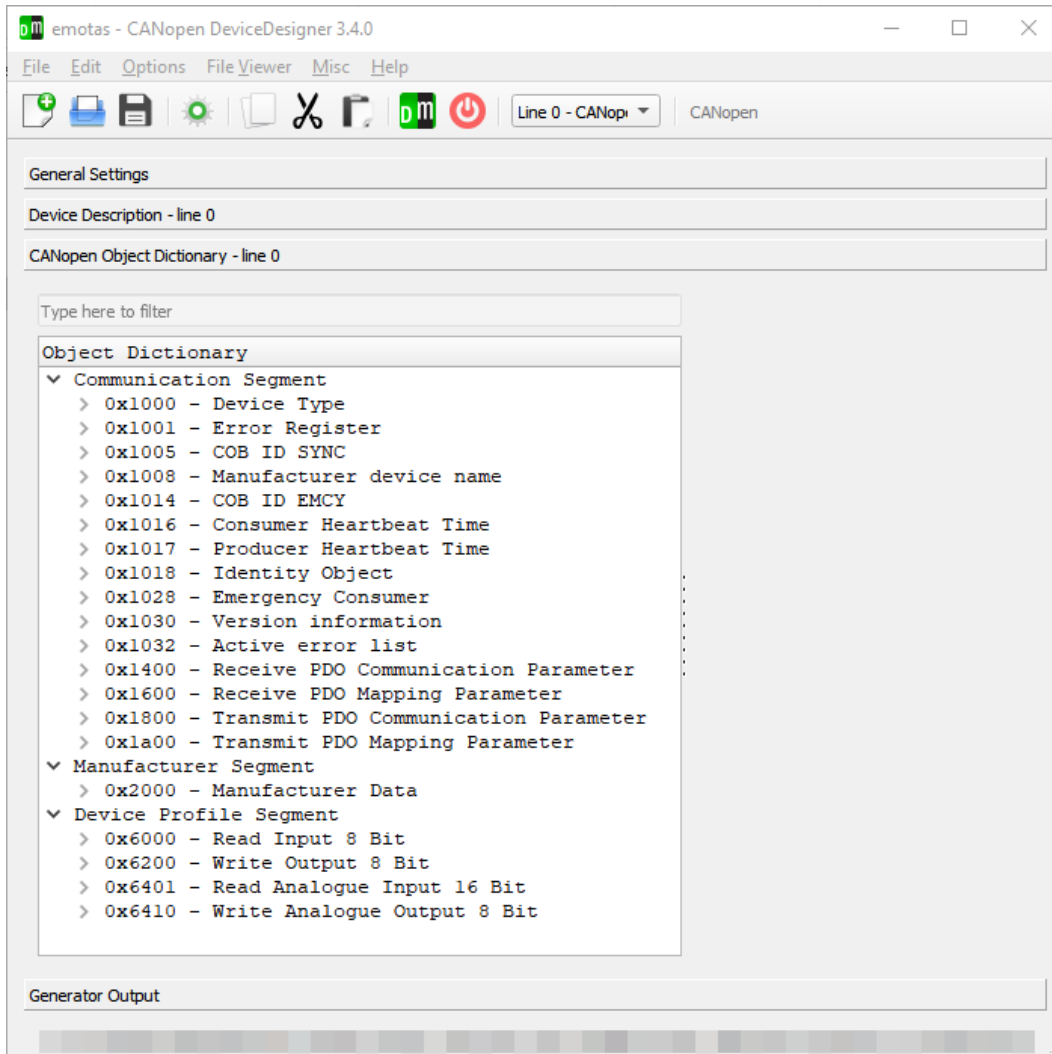 emotas - CANopen DeviceDesigner 3.4.0
File Edit Options File Viewer Misc Help
DM Line 0 - CANop CANopen
General Settings
Device Description - line 0
CANopen Object Dictionary - line 0
Type here to filter
Object Dictionary
Communication Segment
0x1000 - Device Type
0x1001 - Error Register
0x1005 - COB ID SYNC
0x1008 - Manufacturer device name
0x1014 - COB ID EMCY
0x1016 - Consumer Heartbeat Time
0x1017 - Producer Heartbeat Time
0x1018 - Identity Object
0x1028 - Emergency Consumer
0x1030 - Version information
0x1032 - Active error list
0x1400 - Receive PDO Communication Parameter
0x1600 - Receive PDO Mapping Parameter
0x1800 - Transmit PDO Communication Parameter
0x1a00 - Transmit PDO Mapping Parameter
Manufacturer Segment
0x2000 - Manufacturer Data
Device Profile Segment
0x6000 - Read Input 8 Bit
0x6200 - Write Output 8 Bit
0x6401 - Read Analogue Input 16 Bit
0x6410 - Write Analogue Output 8 Bit
Generator Output